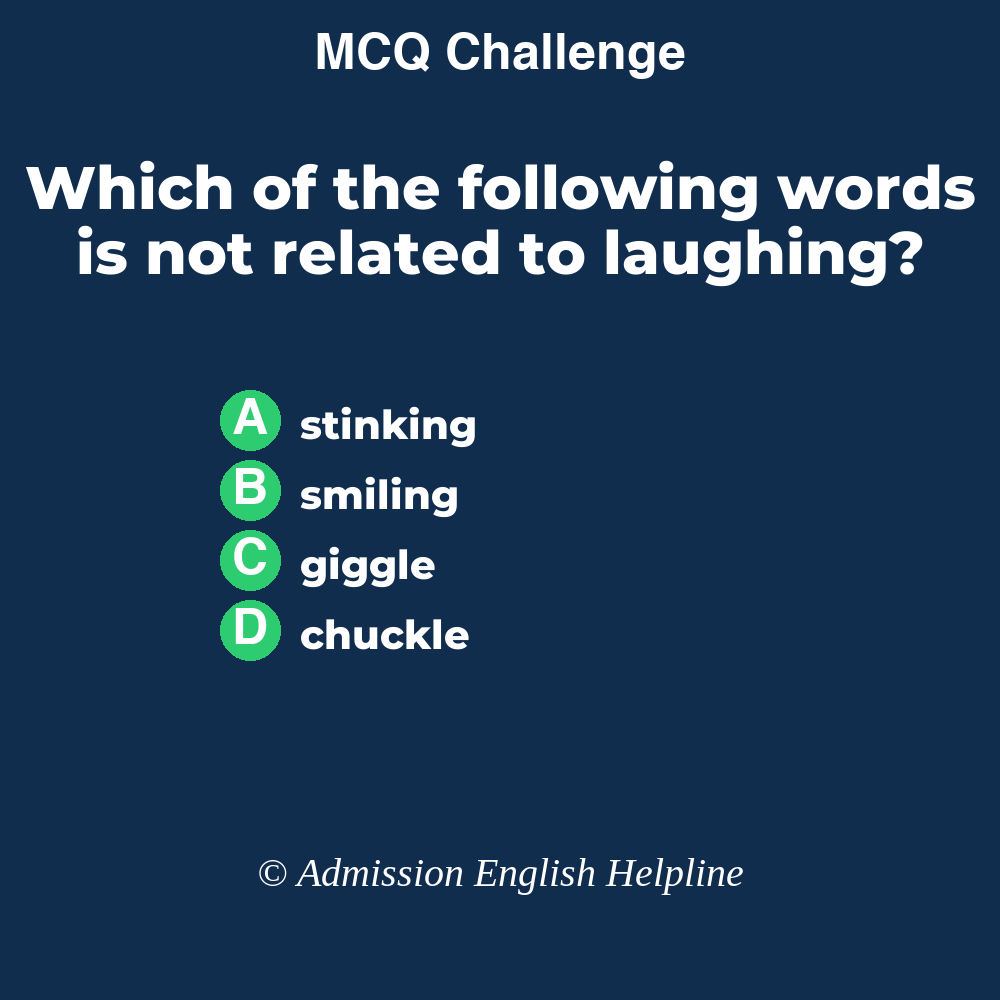 MCQ Challenge
Which of the following words
is not related to laughing?
A stinking
B smiling
C giggle
D chuckle
© Admission English Helpline